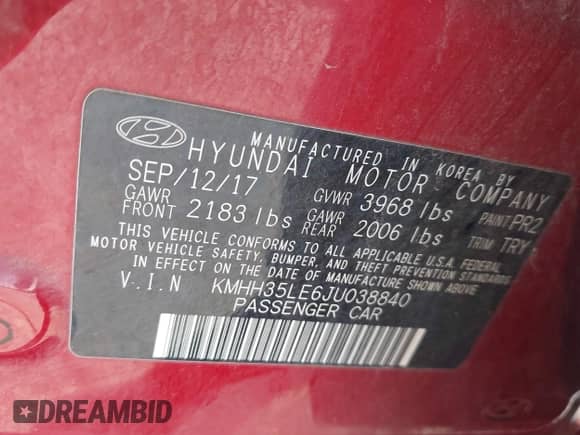 MANUFACTURED IN KOREA BY
HYUNDAI MOTOR COMPANY
SEP/12/17 GVWR 3968 lbs PAINT PR2
GAWR FRONT 2183 lbs GAWR REAR 2006 lbs TRIM TRY
THIS VEHICLE CONFORMS TO ALL APPLICABLE U.S.A. FEDERAL
MOTOR VEHICLE SAFETY, BUMPER, AND THEFT PREVENTION STANDARDS
IN EFFECT ON THE DATE OF MANUFACTURE SHOWN ABOVE.
V.I.N KMHH35LE6JU038840
PASSENGER CAR
DREAMBID